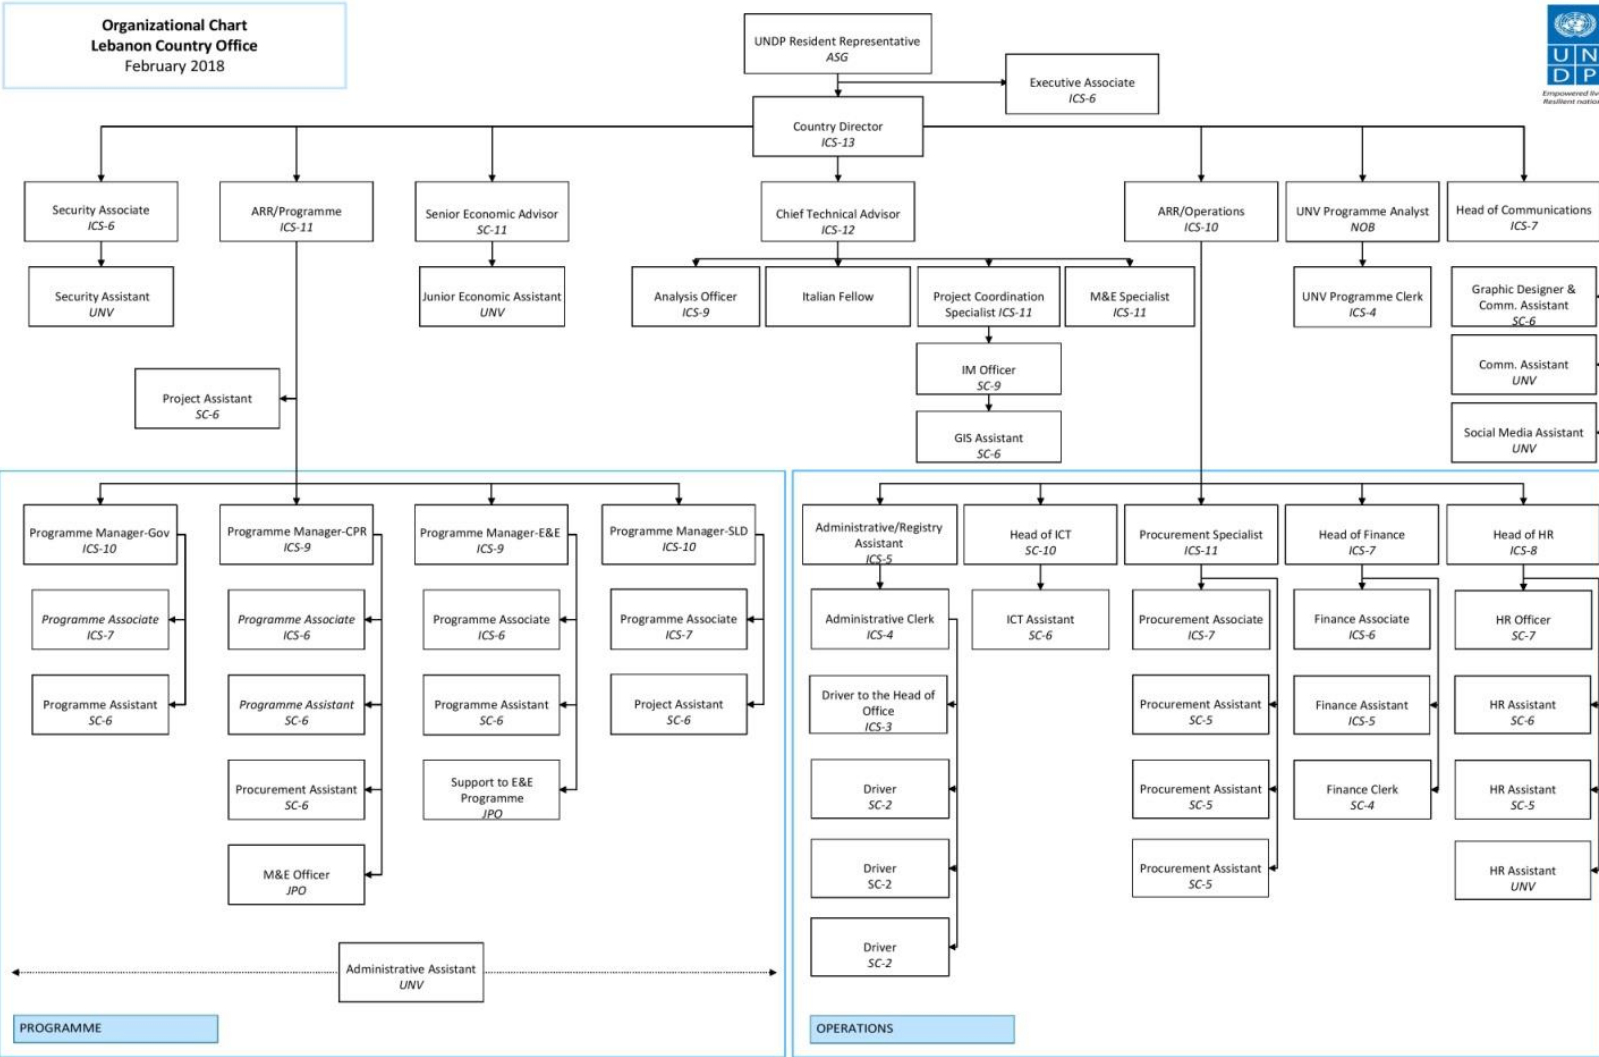 Organizational Chart
Lebanon Country Office
February 2018
UNDP Resident Representative
ASG
Executive Associate
ICS-6
U N
D P
Empowered liv
Resilient nation
Country Director
ICS-13
Security Associate
ICS-6
ARR/Programme
ICS-11
Senior Economic Advisor
SC-11
Chief Technical Advisor
ICS-12
ARR/Operations
ICS-10
UNV Programme Analyst
NOB
Head of Communications
ICS-7
Security Assistant
UNV
Junior Economic Assistant
UNV
Analysis Officer
ICS-9
Italian Fellow
Project Coordination
Specialist ICS-11
M&E Specialist
ICS-11
UNV Programme Clerk
ICS-4
Graphic Designer &
Comm. Assistant
SC-6
Project Assistant
SC-6
IM Officer
SC-9
Comm. Assistant
UNV
GIS Assistant
SC-6
Social Media Assistant
UNV
Programme Manager-Gov
ICS-10
Programme Manager-CPR
ICS-9
Programme Manager-E&E
ICS-9
Programme Manager-SLD
ICS-10
Administrative/Registry
Assistant
ICS-5
Head of ICT
SC-10
Procurement Specialist
ICS-11
Head of Finance
ICS-7
Head of HR
ICS-8
Programme Associate
ICS-7
Programme Associate
ICS-6
Programme Associate
ICS-6
Programme Associate
ICS-7
Administrative Clerk
ICS-4
ICT Assistant
SC-6
Procurement Associate
ICS-7
Finance Associate
ICS-6
HR Officer
SC-7
Programme Assistant
SC-6
Programme Assistant
SC-6
Programme Assistant
SC-6
Project Assistant
SC-6
Driver to the Head of
Office
ICS-3
Procurement Assistant
SC-5
Finance Assistant
ICS-5
HR Assistant
SC-6
Procurement Assistant
SC-6
Support to E&E
Programme
JPO
Driver
SC-2
Procurement Assistant
SC-5
Finance Clerk
SC-4
HR Assistant
SC-5
M&E Officer
JPO
Driver
SC-2
Procurement Assistant
SC-5
HR Assistant
UNV
Driver
SC-2
Administrative Assistant
UNV
PROGRAMME
OPERATIONS